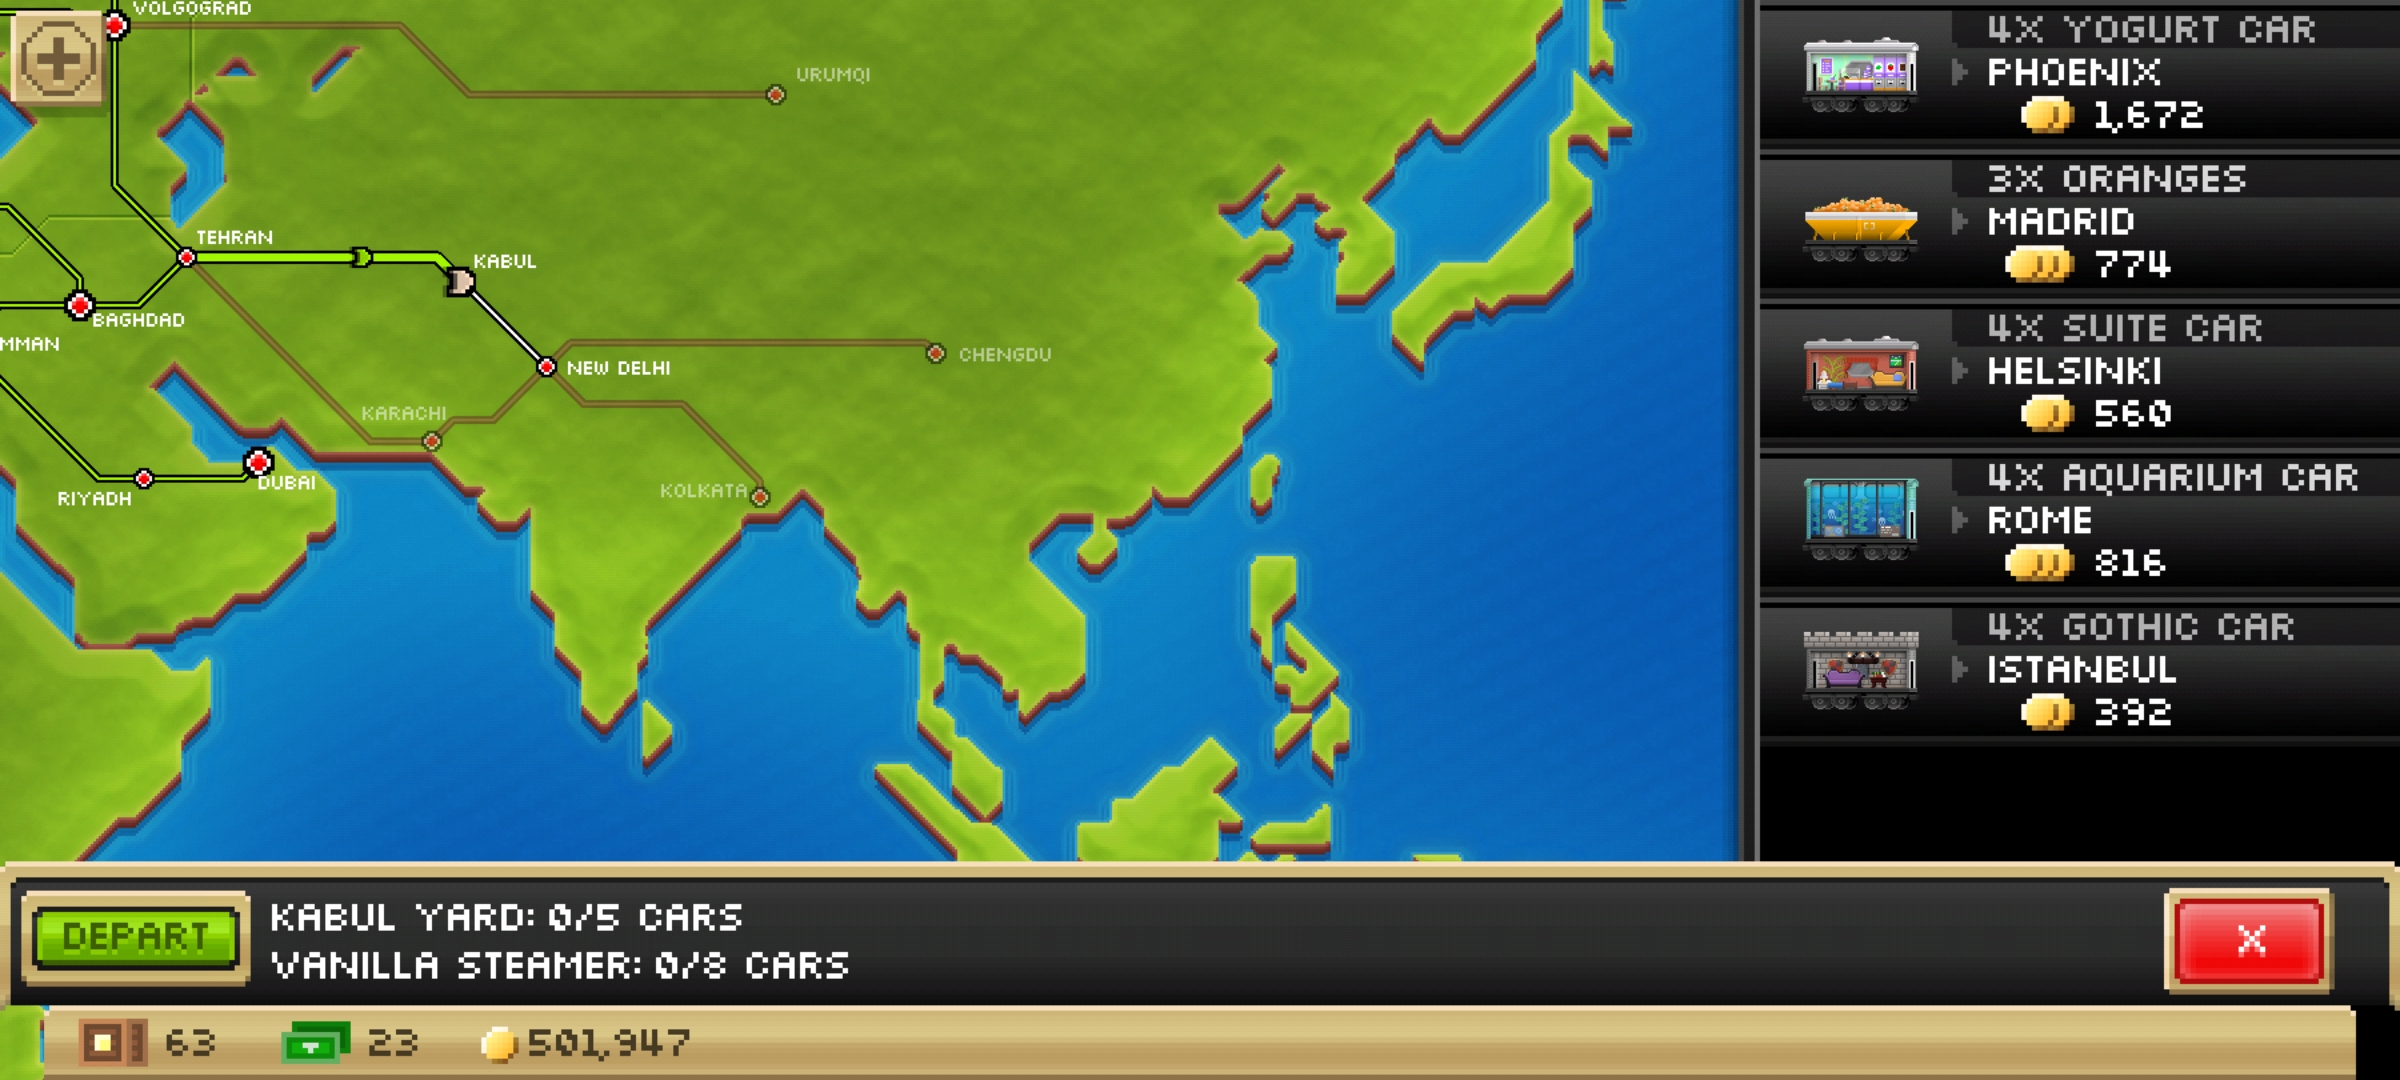 VOLGOGRAD
URUMQI
TEHRAN
KABUL
BAGHDAD
MMAN
NEW DELHI
CHENGDU
KARACHI
KOLKATA
DUBAI
RIYADH
4X YOGURT CAR
PHOENIX
1,672
3X ORANGES
MADRID
774
4X SUITE CAR
HELSINKI
560
4X AQUARIUM CAR
ROME
816
4X GOTHIC CAR
ISTANBUL
392
DEPART
KABUL YARD: 0/5 CARS
VANILLA STEAMER: 0/8 CARS
X
63
23
501,947